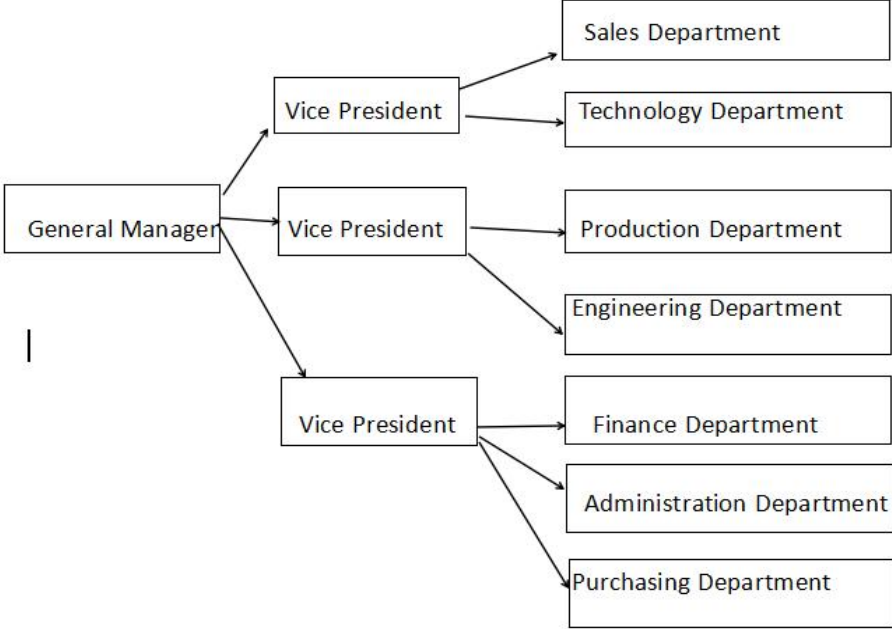 Sales Department
Vice President
Technology Department
General Manager
Vice President
Production Department
Engineering Department
Vice President
Finance Department
Administration Department
Purchasing Department